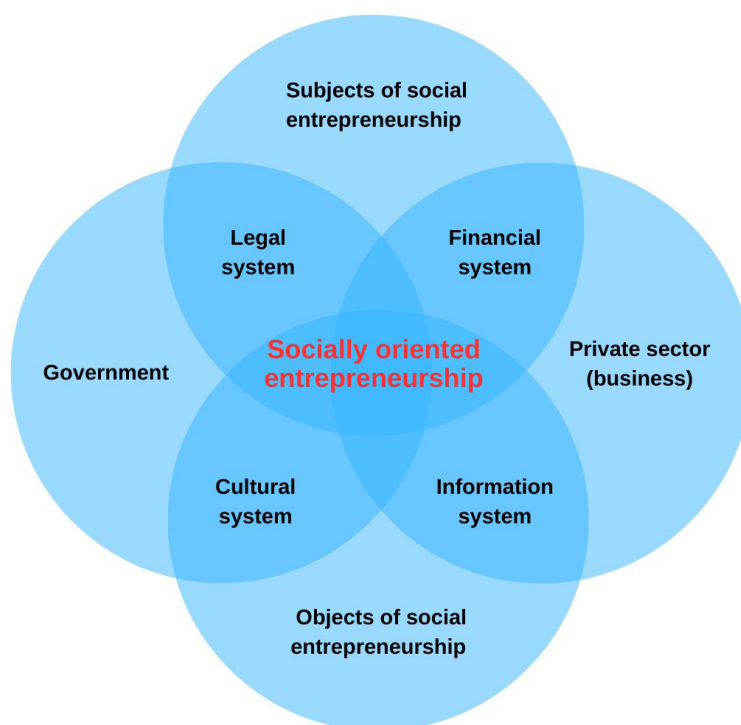 Subjects of social
entrepreneurship
Legal
system
Financial
system
Socially oriented
entrepreneurship
Government
Private sector
(business)
Cultural
system
Information
system
Objects of social
entrepreneurship